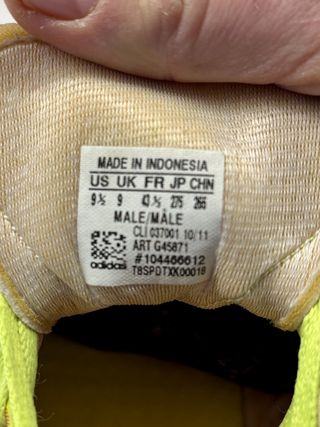 MADE IN INDONESIA
US UK FR JP CHN
9½ 9 43⅓ 275 265
MALE/MÂLE
CLI 037001 10/11
ART G45871
#104466612
adidas T8SPDTXK00018